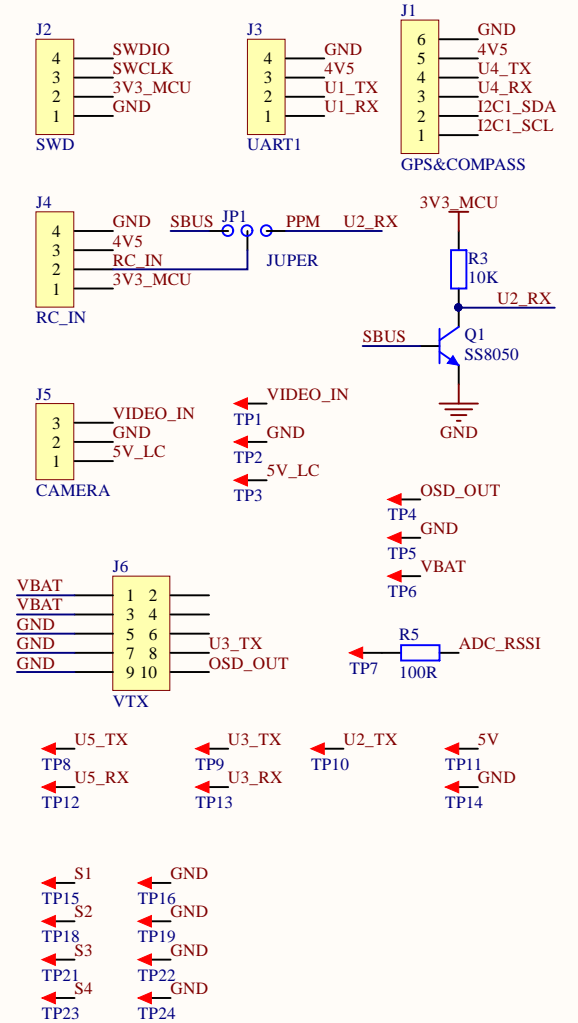 J2
4 SWDIO
3 SWCLK
2 3V3_MCU
1 GND
SWD
J3
4 GND
3 4V5
2 U1_TX
1 U1_RX
UART1
J1
6 GND
5 4V5
4 U4_TX
3 U4_RX
2 I2C1_SDA
1 I2C1_SCL
GPS&COMPASS
J4
4 GND
3 4V5
2 RC_IN
1 3V3_MCU
RC_IN
SBUS JP1 PPM U2_RX
JUPER
3V3_MCU
R3
10K
U2_RX
SBUS Q1
SS8050
GND
J5
3 VIDEO_IN
2 GND
1 5V_LC
CAMERA
VIDEO_IN
TP1
GND
TP2
5V_LC
TP3
OSD_OUT
TP4
GND
TP5
VBAT
TP6
J6
VBAT 1 2
VBAT 3 4
GND 5 6
GND 7 8 U3_TX
GND 9 10 OSD_OUT
VTX
R5 ADC_RSSI
TP7 100R
U5_TX U3_TX U2_TX 5V
TP8 TP9 TP10 TP11
U5_RX U3_RX GND
TP12 TP13 TP14
S1 GND
TP15 TP16
S2 GND
TP18 TP19
S3 GND
TP21 TP22
S4 GND
TP23 TP24